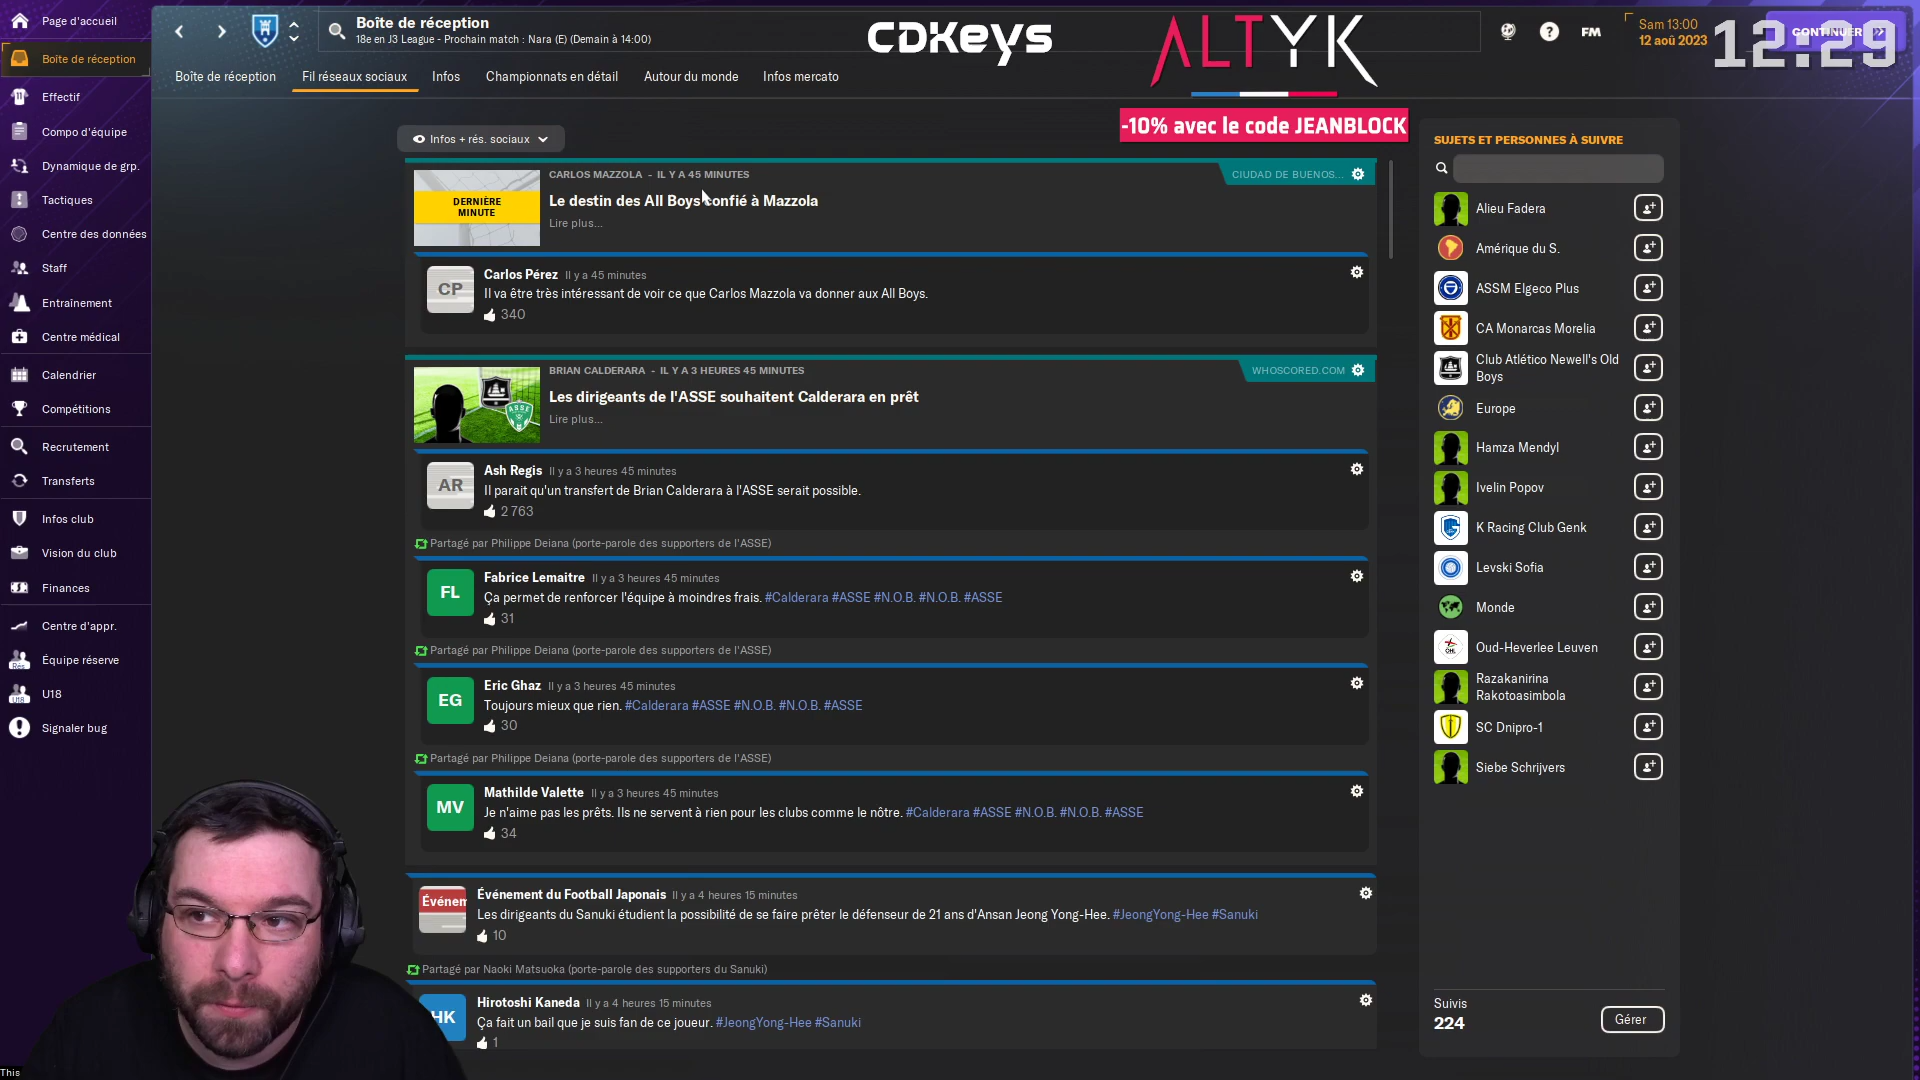 Page d'accueil
Boîte de réception
Effectif
Compo d'équipe
Dynamique de grp.
Tactiques
Centre des données
Staff
Entraînement
Centre médical
Calendrier
Compétitions
Recrutement
Transferts
Infos club
Vision du club
Finances
Centre d'appr.
Équipe réserve
U18
Signaler bug
Boîte de réception
18e en J3 League - Prochain match : Nara (E) (Demain à 14:00)
CDKeys
ALTYK
-10% avec le code JEANBLOCK
FM
Sam 13:00
12 aoû 2023
CONTINUER
12:29
Boîte de réception
Fil réseaux sociaux
Infos
Championnats en détail
Autour du monde
Infos mercato
Infos + rés. sociaux
DERNIÈRE
MINUTE
CARLOS MAZZOLA - IL Y A 45 MINUTES
CIUDAD DE BUENOS...
Le destin des All Boys confié à Mazzola
Lire plus...
CP
Carlos Pérez Il y a 45 minutes
Il va être très intéressant de voir ce que Carlos Mazzola va donner aux All Boys.
340
BRIAN CALDERARA - IL Y A 3 HEURES 45 MINUTES
WHOSCORED.COM
Les dirigeants de l'ASSE souhaitent Calderara en prêt
Lire plus...
AR
Ash Regis Il y a 3 heures 45 minutes
Il parait qu'un transfert de Brian Calderara à l'ASSE serait possible.
2 763
Partagé par Philippe Deiana (porte-parole des supporters de l'ASSE)
FL
Fabrice Lemaitre Il y a 3 heures 45 minutes
Ça permet de renforcer l'équipe à moindres frais. #Calderara #ASSE #N.O.B. #N.O.B. #ASSE
31
Partagé par Philippe Deiana (porte-parole des supporters de l'ASSE)
EG
Eric Ghaz Il y a 3 heures 45 minutes
Toujours mieux que rien. #Calderara #ASSE #N.O.B. #N.O.B. #ASSE
30
Partagé par Philippe Deiana (porte-parole des supporters de l'ASSE)
MV
Mathilde Valette Il y a 3 heures 45 minutes
Je n'aime pas les prêts. Ils ne servent à rien pour les clubs comme le nôtre. #Calderara #ASSE #N.O.B. #N.O.B. #ASSE
34
Événem
Événement du Football Japonais Il y a 4 heures 15 minutes
Les dirigeants du Sanuki étudient la possibilité de se faire prêter le défenseur de 21 ans d'Ansan Jeong Yong-Hee. #JeongYong-Hee #Sanuki
10
Partagé par Naoki Matsuoka (porte-parole des supporters du Sanuki)
HK
Hirotoshi Kaneda Il y a 4 heures 15 minutes
Ça fait un bail que je suis fan de ce joueur. #JeongYong-Hee #Sanuki
1
SUJETS ET PERSONNES À SUIVRE
Alieu Fadera
Amérique du S.
ASSM Elgeco Plus
CA Monarcas Morelia
Club Atlético Newell's Old
Boys
Europe
Hamza Mendyl
Ivelin Popov
K Racing Club Genk
Levski Sofia
Monde
Oud-Heverlee Leuven
Razakanirina
Rakotoasimbola
SC Dnipro-1
Siebe Schrijvers
Suivis
224
Gérer
This